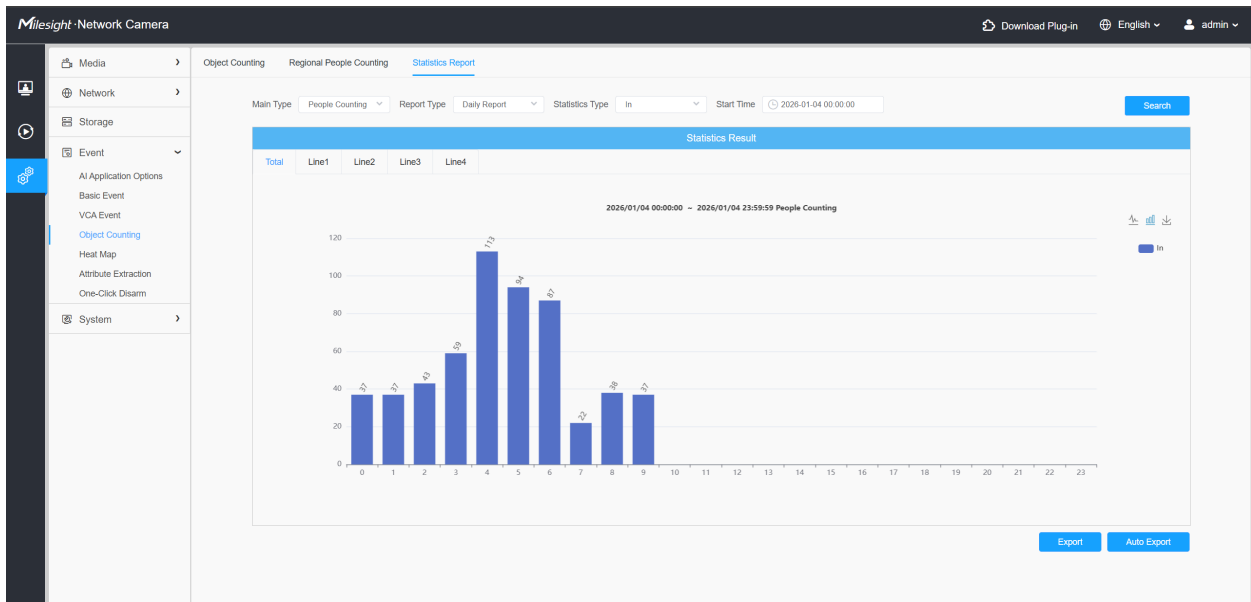 Milesight · Network Camera
Download Plug-in
English
admin
Media
Network
Storage
Event
AI Application Options
Basic Event
VCA Event
Object Counting
Heat Map
Attribute Extraction
One-Click Disarm
System
Object Counting Regional People Counting Statistics Report
Main Type People Counting Report Type Daily Report Statistics Type In Start Time 2026-01-04 00:00:00 Search
Statistics Result
Total Line1 Line2 Line3 Line4
2026/01/04 00:00:00 ~ 2026/01/04 23:59:59 People Counting
In
120
100
80
60
40
20
0
37 37 43 59 113 94 87 22 38 37
0 1 2 3 4 5 6 7 8 9 10 11 12 13 14 15 16 17 18 19 20 21 22 23
Export Auto Export